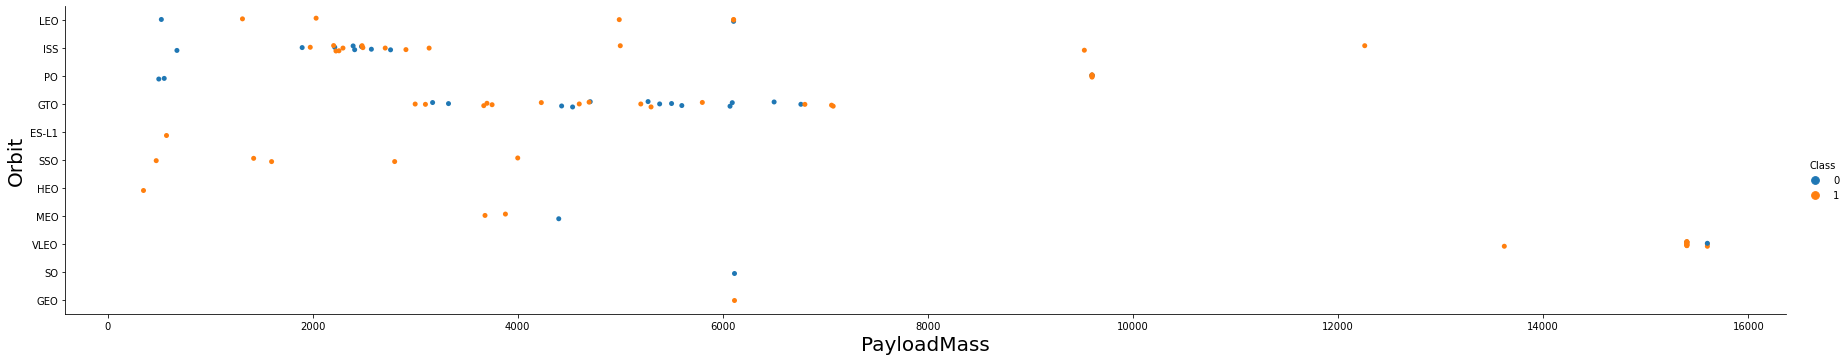 LEO
ISS
PO
GTO
ES-L1
SSO
HEO
MEO
VLEO
SO
GEO
Orbit
0 2000 4000 6000 8000 10000 12000 14000 16000
PayloadMass
Class
0
1